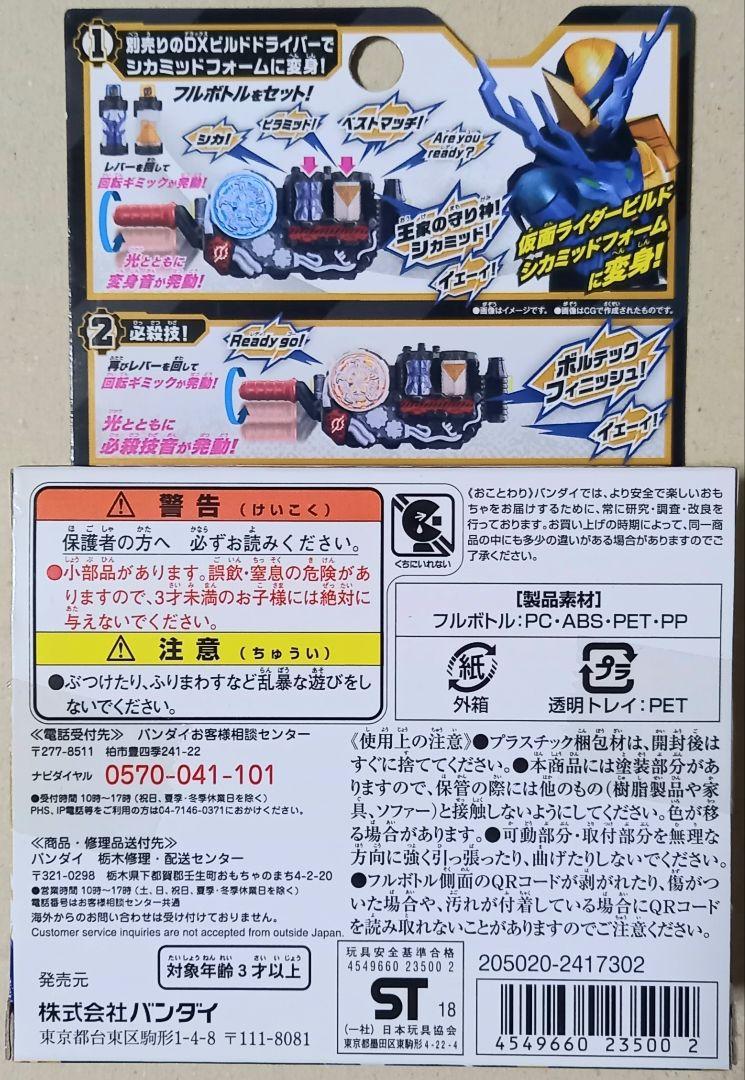 1 別売りのDXビルドドライバーで
シカミッドフォームに変身!
フルボトルをセット!
シカ!
ピラミッド!
ベストマッチ!
Are you
ready?
レバーを回して
回転ギミックが発動!
光とともに
変身音が発動!
王家の守り神!
シカミッド!
イェーイ!
仮面ライダービルド
シカミッドフォーム
に変身!
●画像はイメージです。 ●画像はCGで作成されたものです。
2 必殺技!
Ready go!
再びレバーを回して
回転ギミックが発動!
光とともに
必殺技音が発動!
ボルテック
フィニッシュ!
イェーイ!
警告 (けいこく)
保護者の方へ 必ずお読みください。
●小部品があります。誤飲・窒息の危険があ
りますので、3才未満のお子様には絶対に
与えないでください。
注意 (ちゅうい)
●ぶつけたり、ふりまわすなど乱暴な遊びをし
ないでください。
くちにいれない
《おことわり》バンダイでは、より安全で楽しいおも
ちゃをお届けするために、常に研究・調査・改良を
行っております。お買い上げの時期によって、同一商
品の中にも多少の違いがある場合がありますのでご
了承ください。
【製品素材】
フルボトル:PC・ABS・PET・PP
紙
外箱
プラ
透明トレイ:PET
≪電話受付先≫ バンダイお客様相談センター
〒277-8511 柏市豊四季241-22
ナビダイヤル 0570-041-101
●受付時間 10時~17時 (祝日、夏季・冬季休業日を除く)
PHS、IP電話等をご利用の方は04-7146-0371におかけください。
≪商品・修理品送付先≫
バンダイ 栃木修理・配送センター
〒321-0298 栃木県下都賀郡壬生町おもちゃのまち4-2-20
●営業時間 10時~17時 (土、日、祝日、夏季・冬季休業日を除く)
電話番号はお客様相談センター共通
海外からのお問い合わせは受け付けておりません。
Customer service inquiries are not accepted from outside Japan.
《使用上の注意》●プラスチック梱包材は、開封後は
すぐに捨ててください。●本商品には塗装部分があ
りますので、保管の際には他のもの(樹脂製品や家
具、ソファー)と接触しないようにしてください。色が移
る場合があります。●可動部分・取付部分を無理な
方向に強く引っ張ったり、曲げたりしないでください。
●フルボトル側面のQRコードが剥がれたり、傷がつ
いた場合や、汚れが付着している場合にQRコード
を読み取れないことがありますのでご注意ください。
発売元
対象年齢3才以上
株式会社バンダイ
東京都台東区駒形1-4-8 〒111-8081
玩具安全基準合格
4549660 23500 2
ST 18
(一社) 日本玩具協会
東京都墨田区東駒形4-22-4
205020-2417302
4 549660 235002